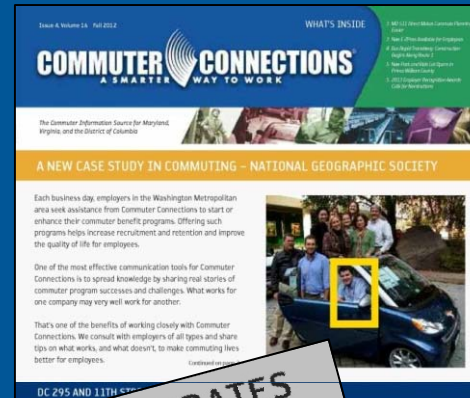 Issue 4, Volume 16 Fall 2012
WHAT'S INSIDE
COMMUTER CONNECTIONS
A SMARTER WAY TO WORK
The Commuter Information Source for Maryland,
Virginia, and the District of Columbia
A NEW CASE STUDY IN COMMUTING – NATIONAL GEOGRAPHIC SOCIETY
Each business day, employers in the Washington Metropolitan
area seek assistance from Commuter Connections to start or
enhance their commuter benefit programs. Offering such
programs helps increase recruitment and retention and improve
the quality of life for employees.
One of the most effective communication tools for Commuter
Connections is to spread knowledge by sharing real stories of
commuter program successes and challenges. What works for
one company may very well work for another.
That's one of the benefits of working closely with Commuter
Connections. We consult with employers of all types and share
tips on what works, and what doesn't, to make commuting lives
better for employees.
Continued on
DC 295 AND 11TH